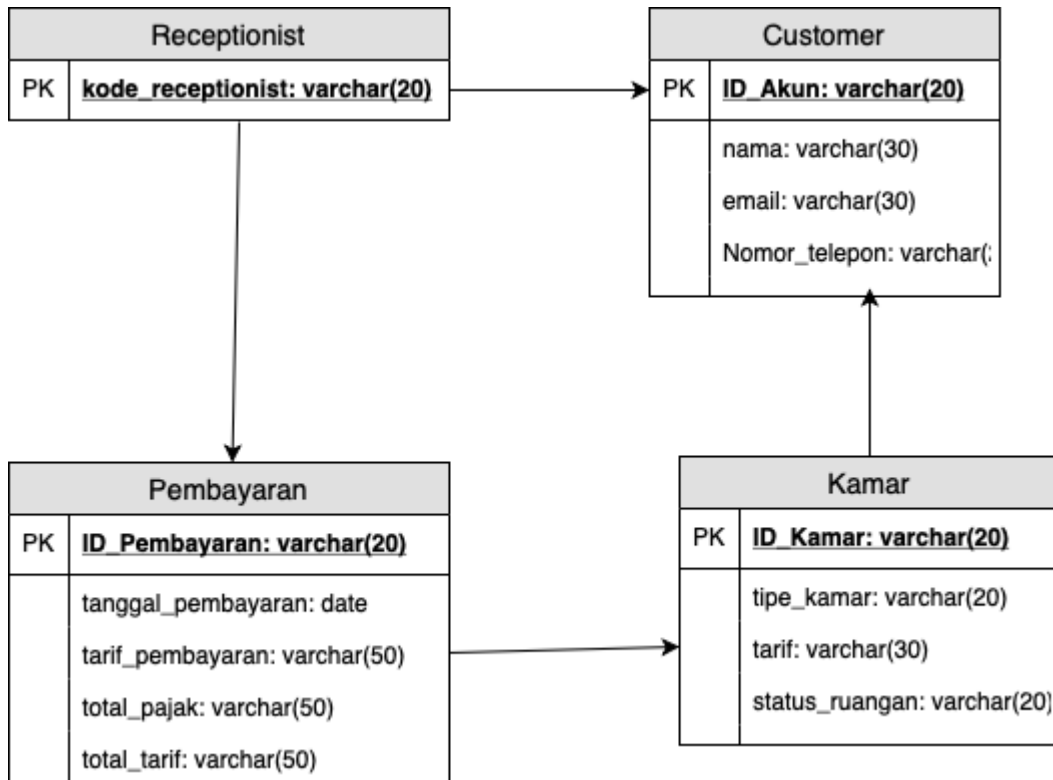 Receptionist
PK kode_receptionist: varchar(20)
Customer
PK ID_Akun: varchar(20)
nama: varchar(30)
email: varchar(30)
Nomor_telepon: varchar(
Pembayaran
PK ID_Pembayaran: varchar(20)
tanggal_pembayaran: date
tarif_pembayaran: varchar(50)
total_pajak: varchar(50)
total_tarif: varchar(50)
Kamar
PK ID_Kamar: varchar(20)
tipe_kamar: varchar(20)
tarif: varchar(30)
status_ruangan: varchar(20)